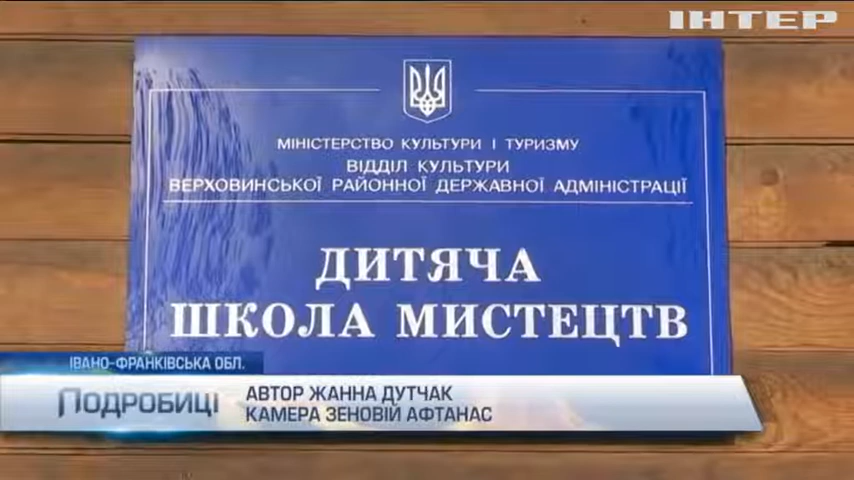 ІНТЕР
МІНІСТЕРСТВО КУЛЬТУРИ І ТУРИЗМУ
ВІДДІЛ КУЛЬТУРИ
ВЕРХОВИНСЬКОЇ РАЙОННОЇ ДЕРЖАВНОЇ АДМІНІСТРАЦІЇ
ДИТЯЧА
ШКОЛА МИСТЕЦТВ
ІВАНО-ФРАНКІВСЬКА ОБЛ.
ПОДРОБИЦІ
АВТОР ЖАННА ДУТЧАК
КАМЕРА ЗЕНОВІЙ АФТАНАС